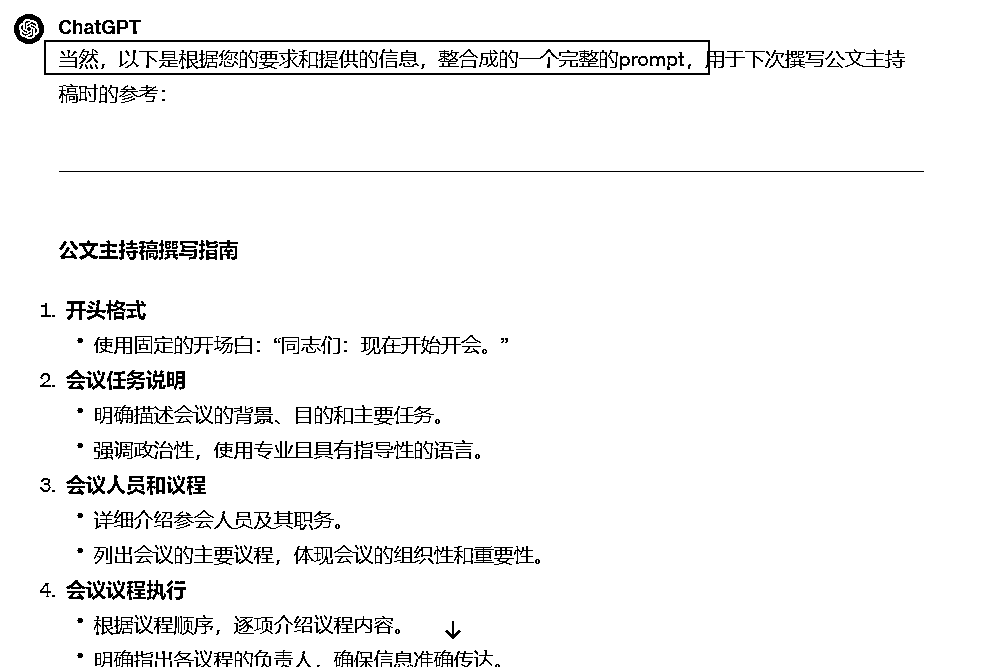 ChatGPT
当然，以下是根据您的要求和提供的信息，整合成的一个完整的prompt，用于下次撰写公文主持
稿时的参考：
公文主持稿撰写指南
1. 开头格式
• 使用固定的开场白：“同志们：现在开始开会。”
2. 会议任务说明
• 明确描述会议的背景、目的和主要任务。
• 强调政治性，使用专业且具有指导性的语言。
3. 会议人员和议程
• 详细介绍参会人员及其职务。
• 列出会议的主要议程，体现会议的组织性和重要性。
4. 会议议程执行
• 根据议程顺序，逐项介绍议程内容。
• 明确指出各议程的负责人，确保信息准确传达。